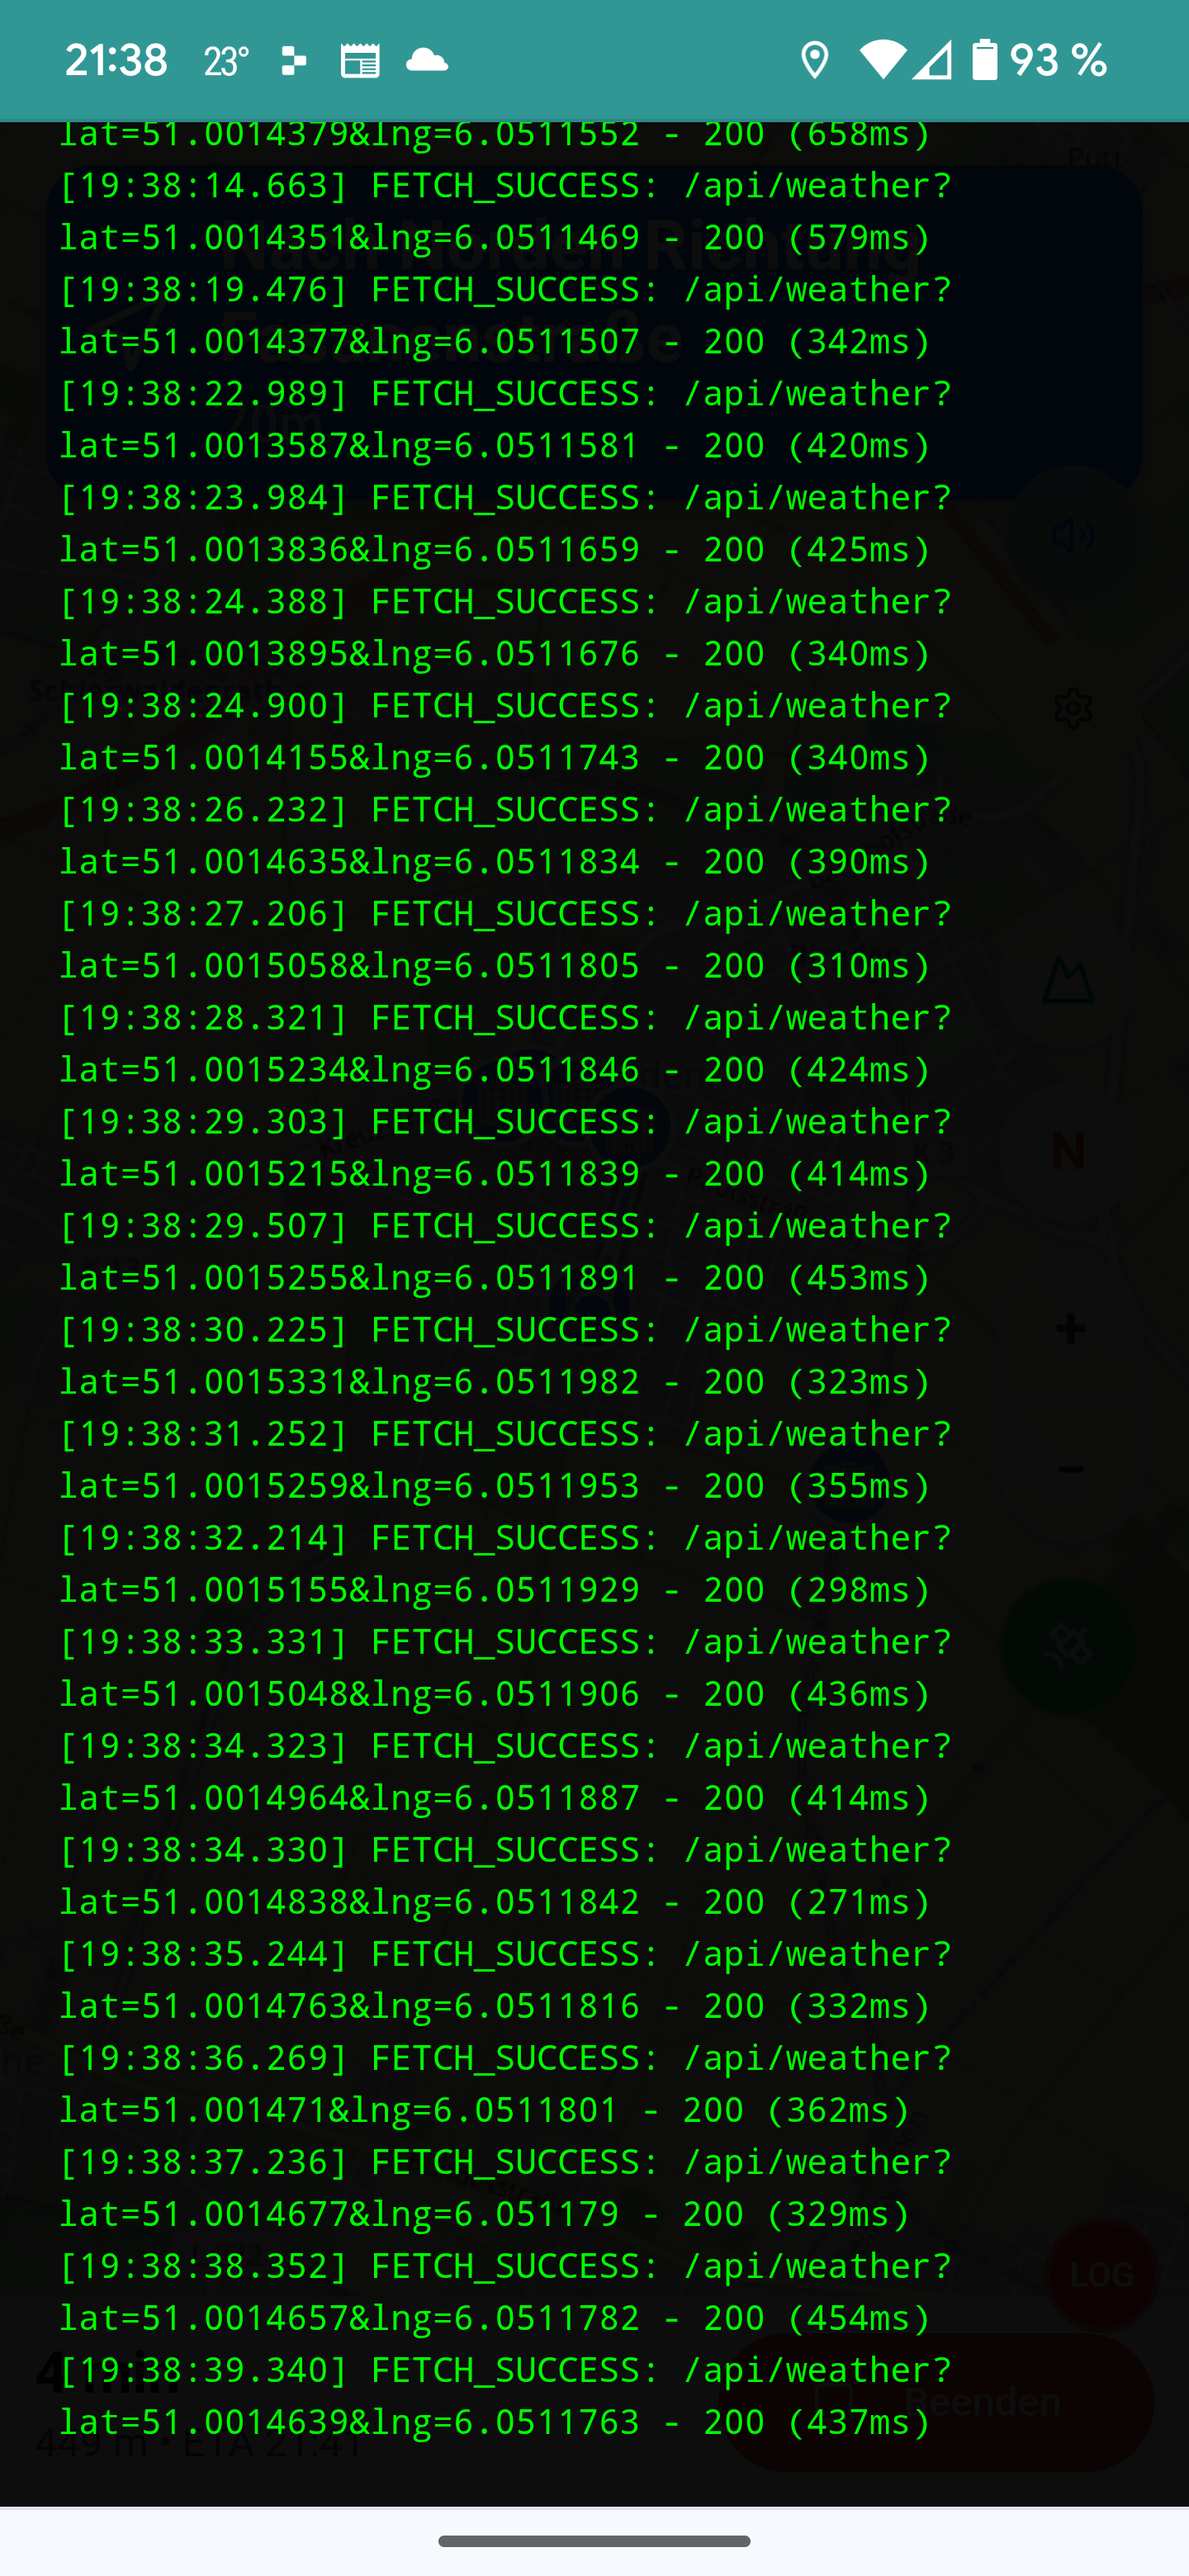 21:38 23° 93 %
lat=51.0014379&lng=6.0511552 - 200 (658ms)
[19:38:14.663] FETCH_SUCCESS: /api/weather?
lat=51.0014351&lng=6.0511469 - 200 (579ms)
[19:38:19.476] FETCH_SUCCESS: /api/weather?
lat=51.0014377&lng=6.0511507 - 200 (342ms)
[19:38:22.989] FETCH_SUCCESS: /api/weather?
lat=51.0013587&lng=6.0511581 - 200 (420ms)
[19:38:23.984] FETCH_SUCCESS: /api/weather?
lat=51.0013836&lng=6.0511659 - 200 (425ms)
[19:38:24.388] FETCH_SUCCESS: /api/weather?
lat=51.0013895&lng=6.0511676 - 200 (340ms)
[19:38:24.900] FETCH_SUCCESS: /api/weather?
lat=51.0014155&lng=6.0511743 - 200 (340ms)
[19:38:26.232] FETCH_SUCCESS: /api/weather?
lat=51.0014635&lng=6.0511834 - 200 (390ms)
[19:38:27.206] FETCH_SUCCESS: /api/weather?
lat=51.0015058&lng=6.0511805 - 200 (310ms)
[19:38:28.321] FETCH_SUCCESS: /api/weather?
lat=51.0015234&lng=6.0511846 - 200 (424ms)
[19:38:29.303] FETCH_SUCCESS: /api/weather?
lat=51.0015215&lng=6.0511839 - 200 (414ms)
[19:38:29.507] FETCH_SUCCESS: /api/weather?
lat=51.0015255&lng=6.0511891 - 200 (453ms)
[19:38:30.225] FETCH_SUCCESS: /api/weather?
lat=51.0015331&lng=6.0511982 - 200 (323ms)
[19:38:31.252] FETCH_SUCCESS: /api/weather?
lat=51.0015259&lng=6.0511953 - 200 (355ms)
[19:38:32.214] FETCH_SUCCESS: /api/weather?
lat=51.0015155&lng=6.0511929 - 200 (298ms)
[19:38:33.331] FETCH_SUCCESS: /api/weather?
lat=51.0015048&lng=6.0511906 - 200 (436ms)
[19:38:34.323] FETCH_SUCCESS: /api/weather?
lat=51.0014964&lng=6.0511887 - 200 (414ms)
[19:38:34.330] FETCH_SUCCESS: /api/weather?
lat=51.0014838&lng=6.0511842 - 200 (271ms)
[19:38:35.244] FETCH_SUCCESS: /api/weather?
lat=51.0014763&lng=6.0511816 - 200 (332ms)
[19:38:36.269] FETCH_SUCCESS: /api/weather?
lat=51.001471&lng=6.0511801 - 200 (362ms)
[19:38:37.236] FETCH_SUCCESS: /api/weather?
lat=51.0014677&lng=6.051179 - 200 (329ms)
[19:38:38.352] FETCH_SUCCESS: /api/weather?
lat=51.0014657&lng=6.0511782 - 200 (454ms)
[19:38:39.340] FETCH_SUCCESS: /api/weather?
lat=51.0014639&lng=6.0511763 - 200 (437ms)
Nach Norden Richtung
70m
K 3
N
LOG
Beenden
449 m • ETA 21:41